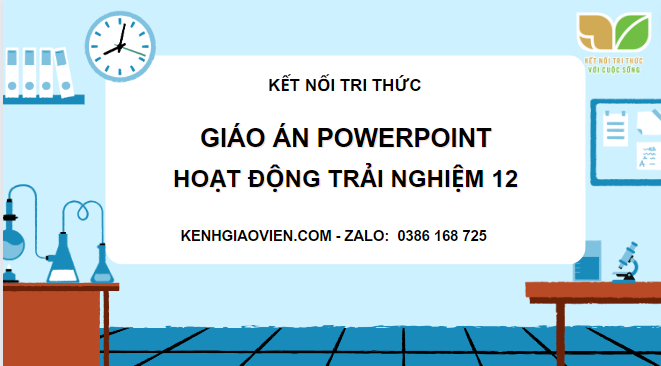 KẾT NỐI TRI THỨC
VỚI CUỘC SỐNG
KẾT NỐI TRI THỨC
GIÁO ÁN POWERPOINT
HOẠT ĐỘNG TRẢI NGHIỆM 12
KENHGIAOVIEN.COM - ZALO: 0386 168 725